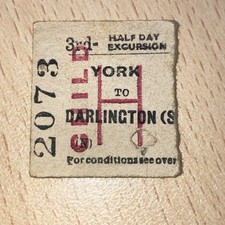 3rd- HALF DAY
EXCURSION
2073
CHILD
H
YORK
TO
DARLINGTON (S
(N)
For conditions see over